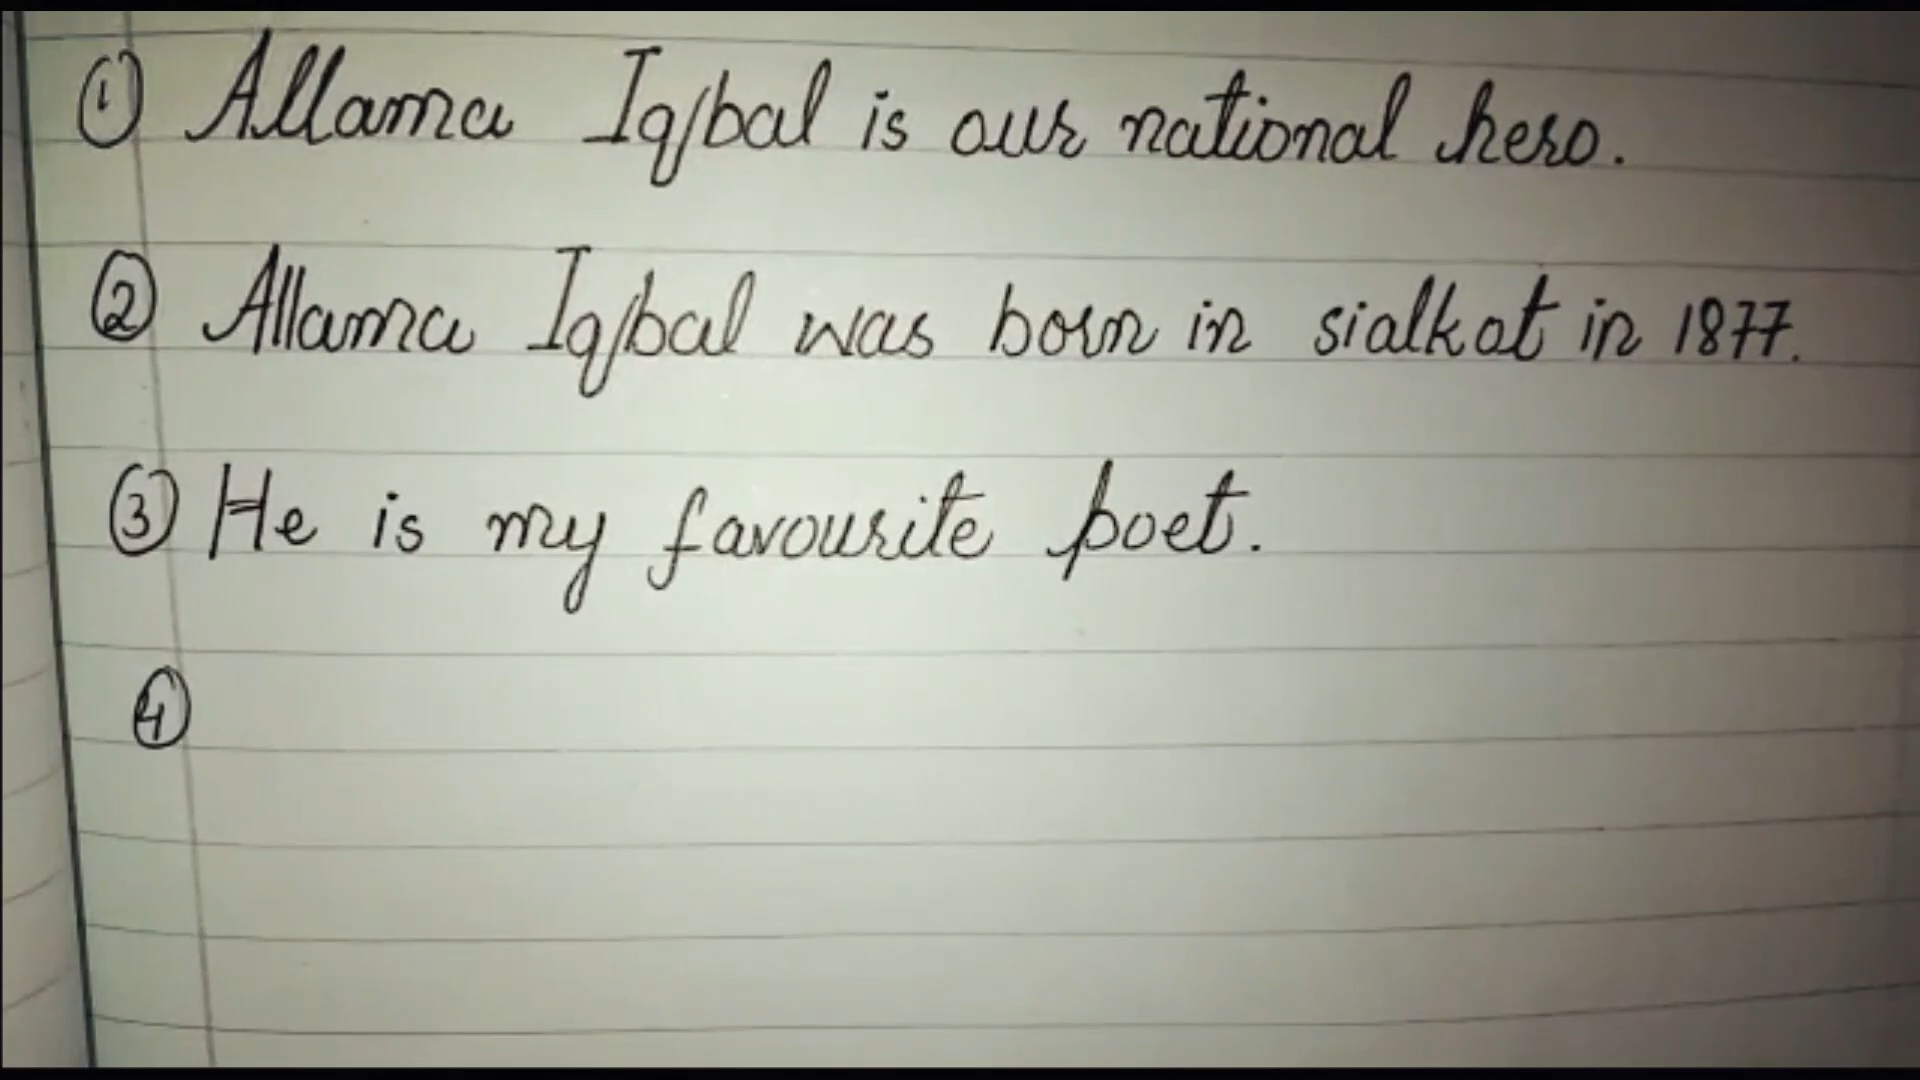 ① Allama Iqbal is our national hero.
② Allama Iqbal was born in sialkot in 1877.
③ He is my favourite poet.
④